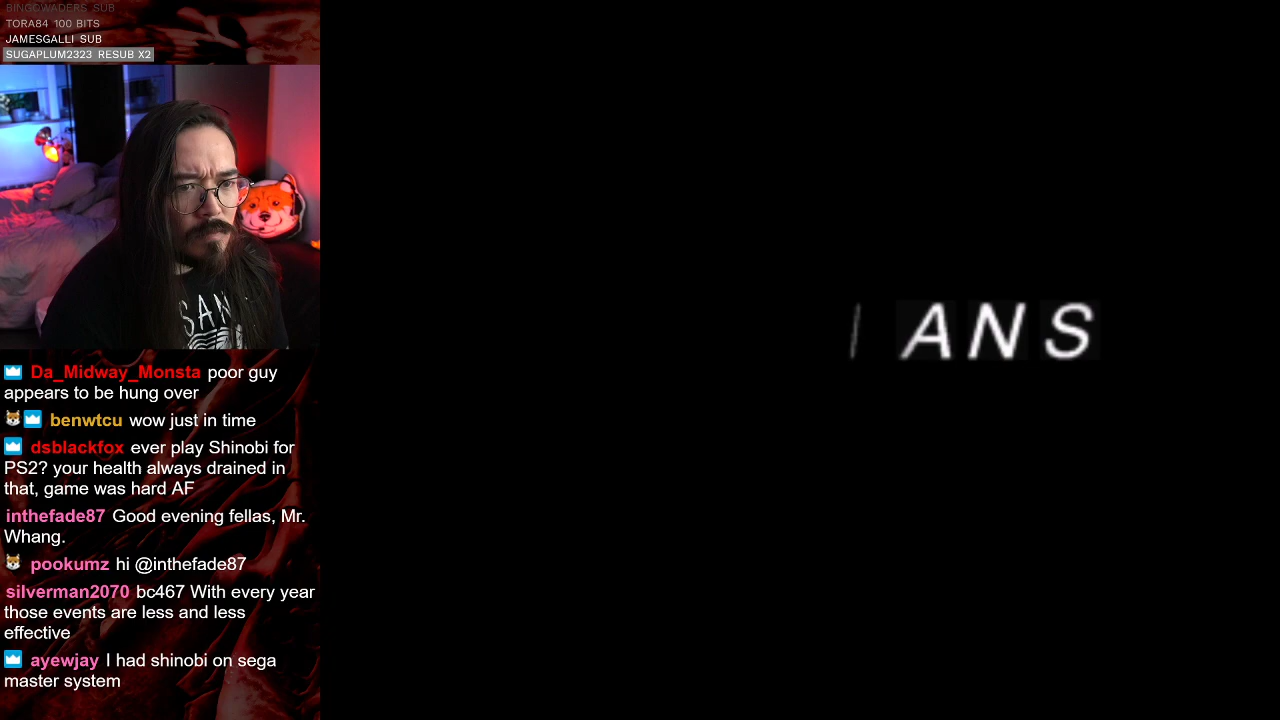 BINGOWADERS SUB
TORA84 100 BITS
JAMESGALLI SUB
SUGAPLUM2323 RESUB X2
SAN
Da_Midway_Monsta poor guy
appears to be hung over
benwtcu wow just in time
dsblackfox ever play Shinobi for
PS2? your health always drained in
that, game was hard AF
inthefade87 Good evening fellas, Mr.
Whang.
pookumz hi @inthefade87
silverman2070 bc467 With every year
those events are less and less
effective
ayewjay I had shinobi on sega
master system
ANS